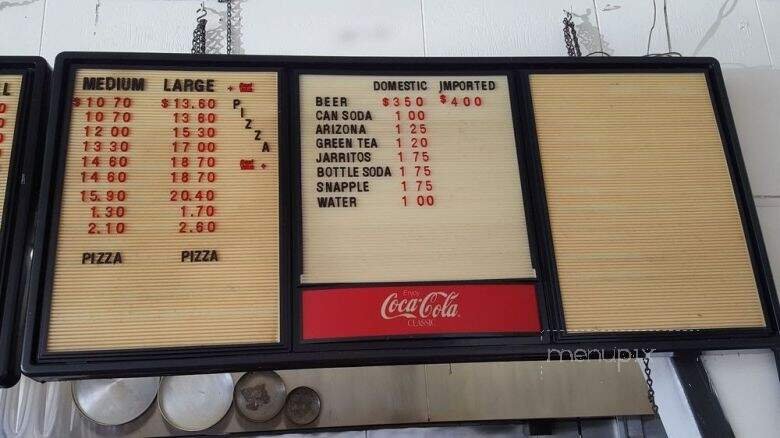 L
MEDIUM LARGE
$10 70 $13.60 PIZZA
10 70 13 60
12 00 15 30
13 30 17 00
14 60 18 70
14 60 18 70
15.90 20.40
1.30 1.70
2.10 2.60
PIZZA PIZZA
DOMESTIC IMPORTED
BEER $3 50 $4 00
CAN SODA 1 00
ARIZONA 1 25
GREEN TEA 1 20
JARRITOS 1 75
BOTTLE SODA 1 75
SNAPPLE 1 75
WATER 1 00
Enjoy
Coca-Cola
CLASSIC
menupix